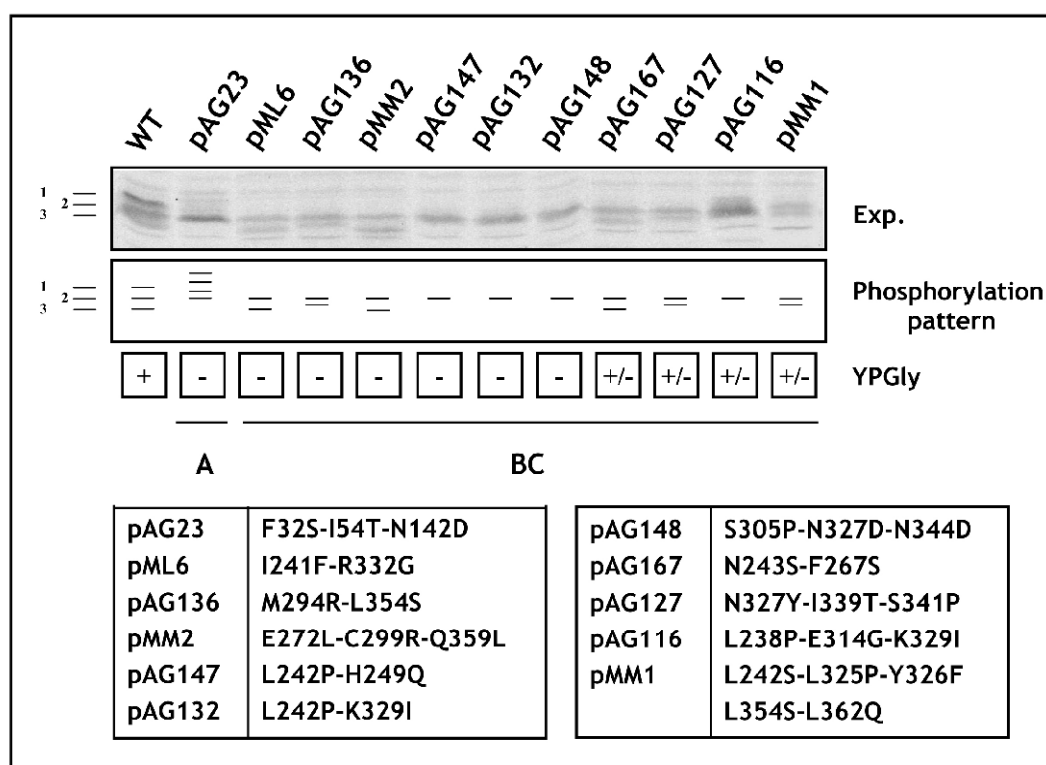 WT pAG23 pML6 pAG136 pMM2 pAG147 pAG132 pAG148 pAG167 pAG127 pAG116 pMM1
1
2
3
Exp.
1
2
3
Phosphorylation
pattern
+ - - - - - - - +/- +/- +/- +/- YPGly
A BC
pAG23 F32S-I54T-N142D
pML6 I241F-R332G
pAG136 M294R-L354S
pMM2 E272L-C299R-Q359L
pAG147 L242P-H249Q
pAG132 L242P-K329I
pAG148 S305P-N327D-N344D
pAG167 N243S-F267S
pAG127 N327Y-I339T-S341P
pAG116 L238P-E314G-K329I
pMM1 L242S-L325P-Y326F
L354S-L362Q